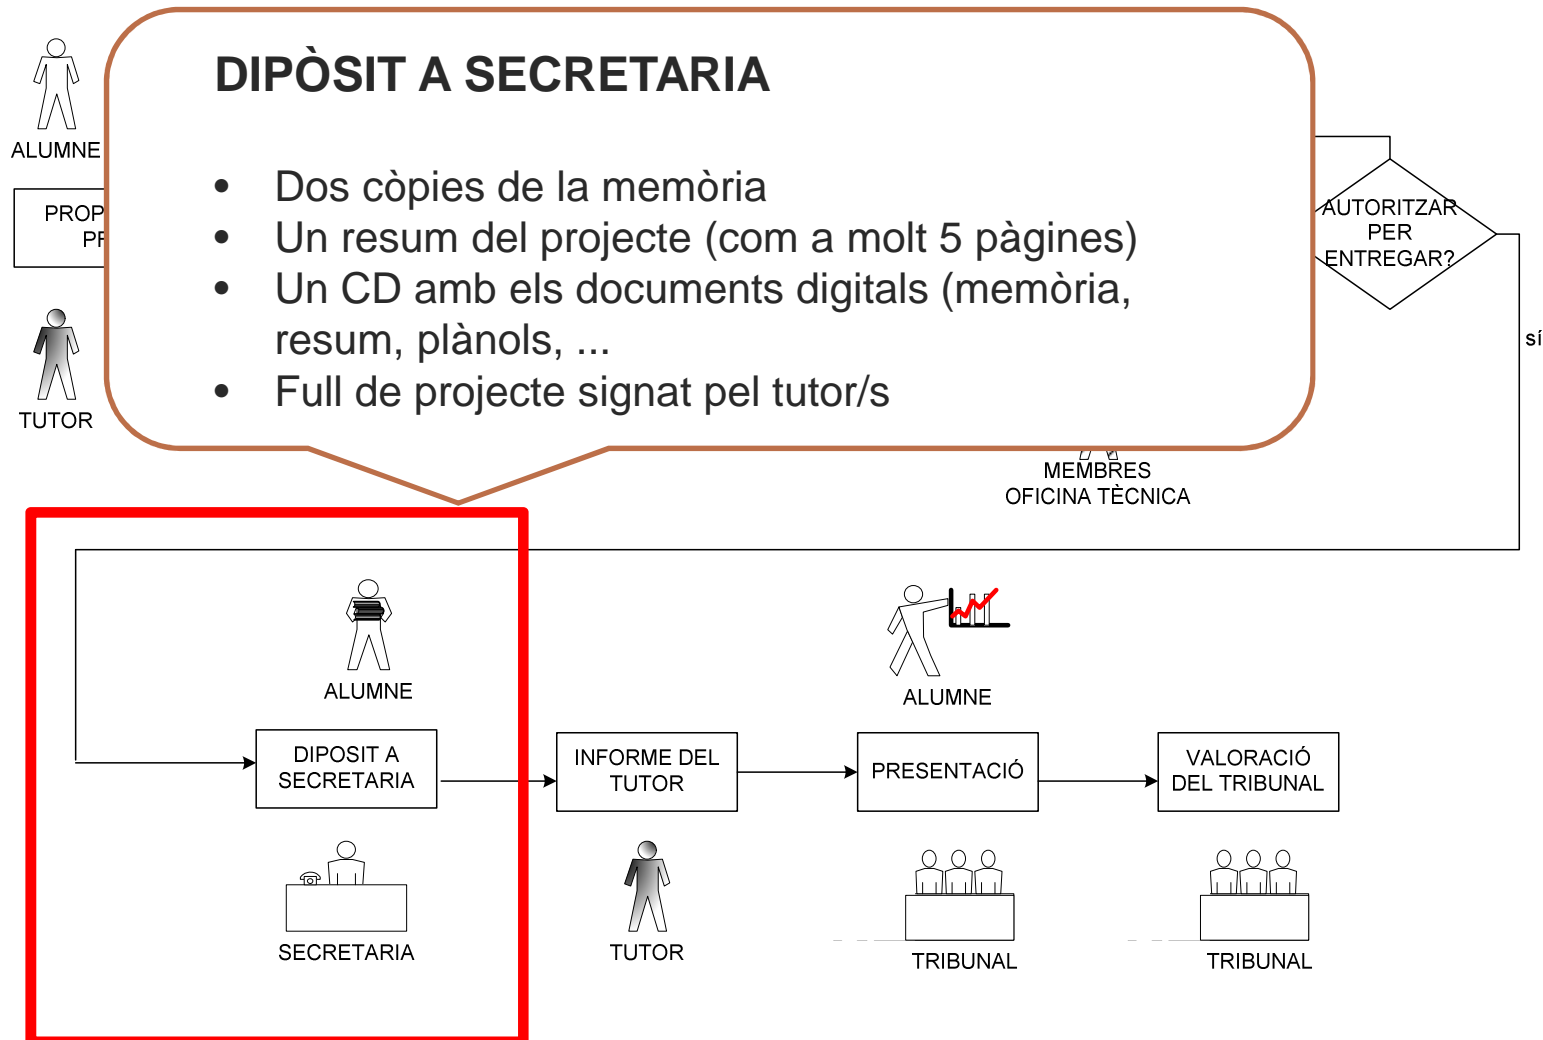 DIPÒSIT A SECRETARIA
• Dos còpies de la memòria
• Un resum del projecte (com a molt 5 pàgines)
• Un CD amb els documents digitals (memòria,
resum, plànols, ...
• Full de projecte signat pel tutor/s
ALUMNE
PROP
PR
TUTOR
AUTORITZAR
PER
ENTREGAR?
sí
MEMBRES
OFICINA TÈCNICA
ALUMNE
ALUMNE
DIPOSIT A
SECRETARIA
INFORME DEL
TUTOR
PRESENTACIÓ
VALORACIÓ
DEL TRIBUNAL
SECRETARIA
TUTOR
TRIBUNAL
TRIBUNAL